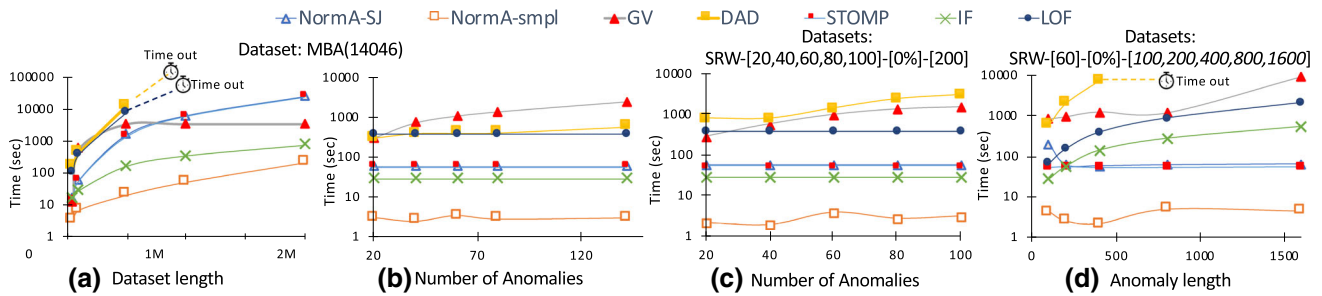 NormA-SJ NormA-smpl GV DAD STOMP IF LOF
Dataset: MBA(14046)
Datasets:
SRW-[20,40,60,80,100]-[0%]-[200]
Datasets:
SRW-[60]-[0%]-[100,200,400,800,1600]
Time (sec)
100000
10000
1000
100
10
1
0 1M 2M
Time out
Time out
(a) Dataset length
Time (sec)
10000
1000
100
10
1
20 70 120
(b) Number of Anomalies
Time (sec)
10000
1000
100
10
1
20 40 60 80 100
(c) Number of Anomalies
Time (sec)
10000
1000
100
10
1
0 500 1000 1500
Time out
(d) Anomaly length